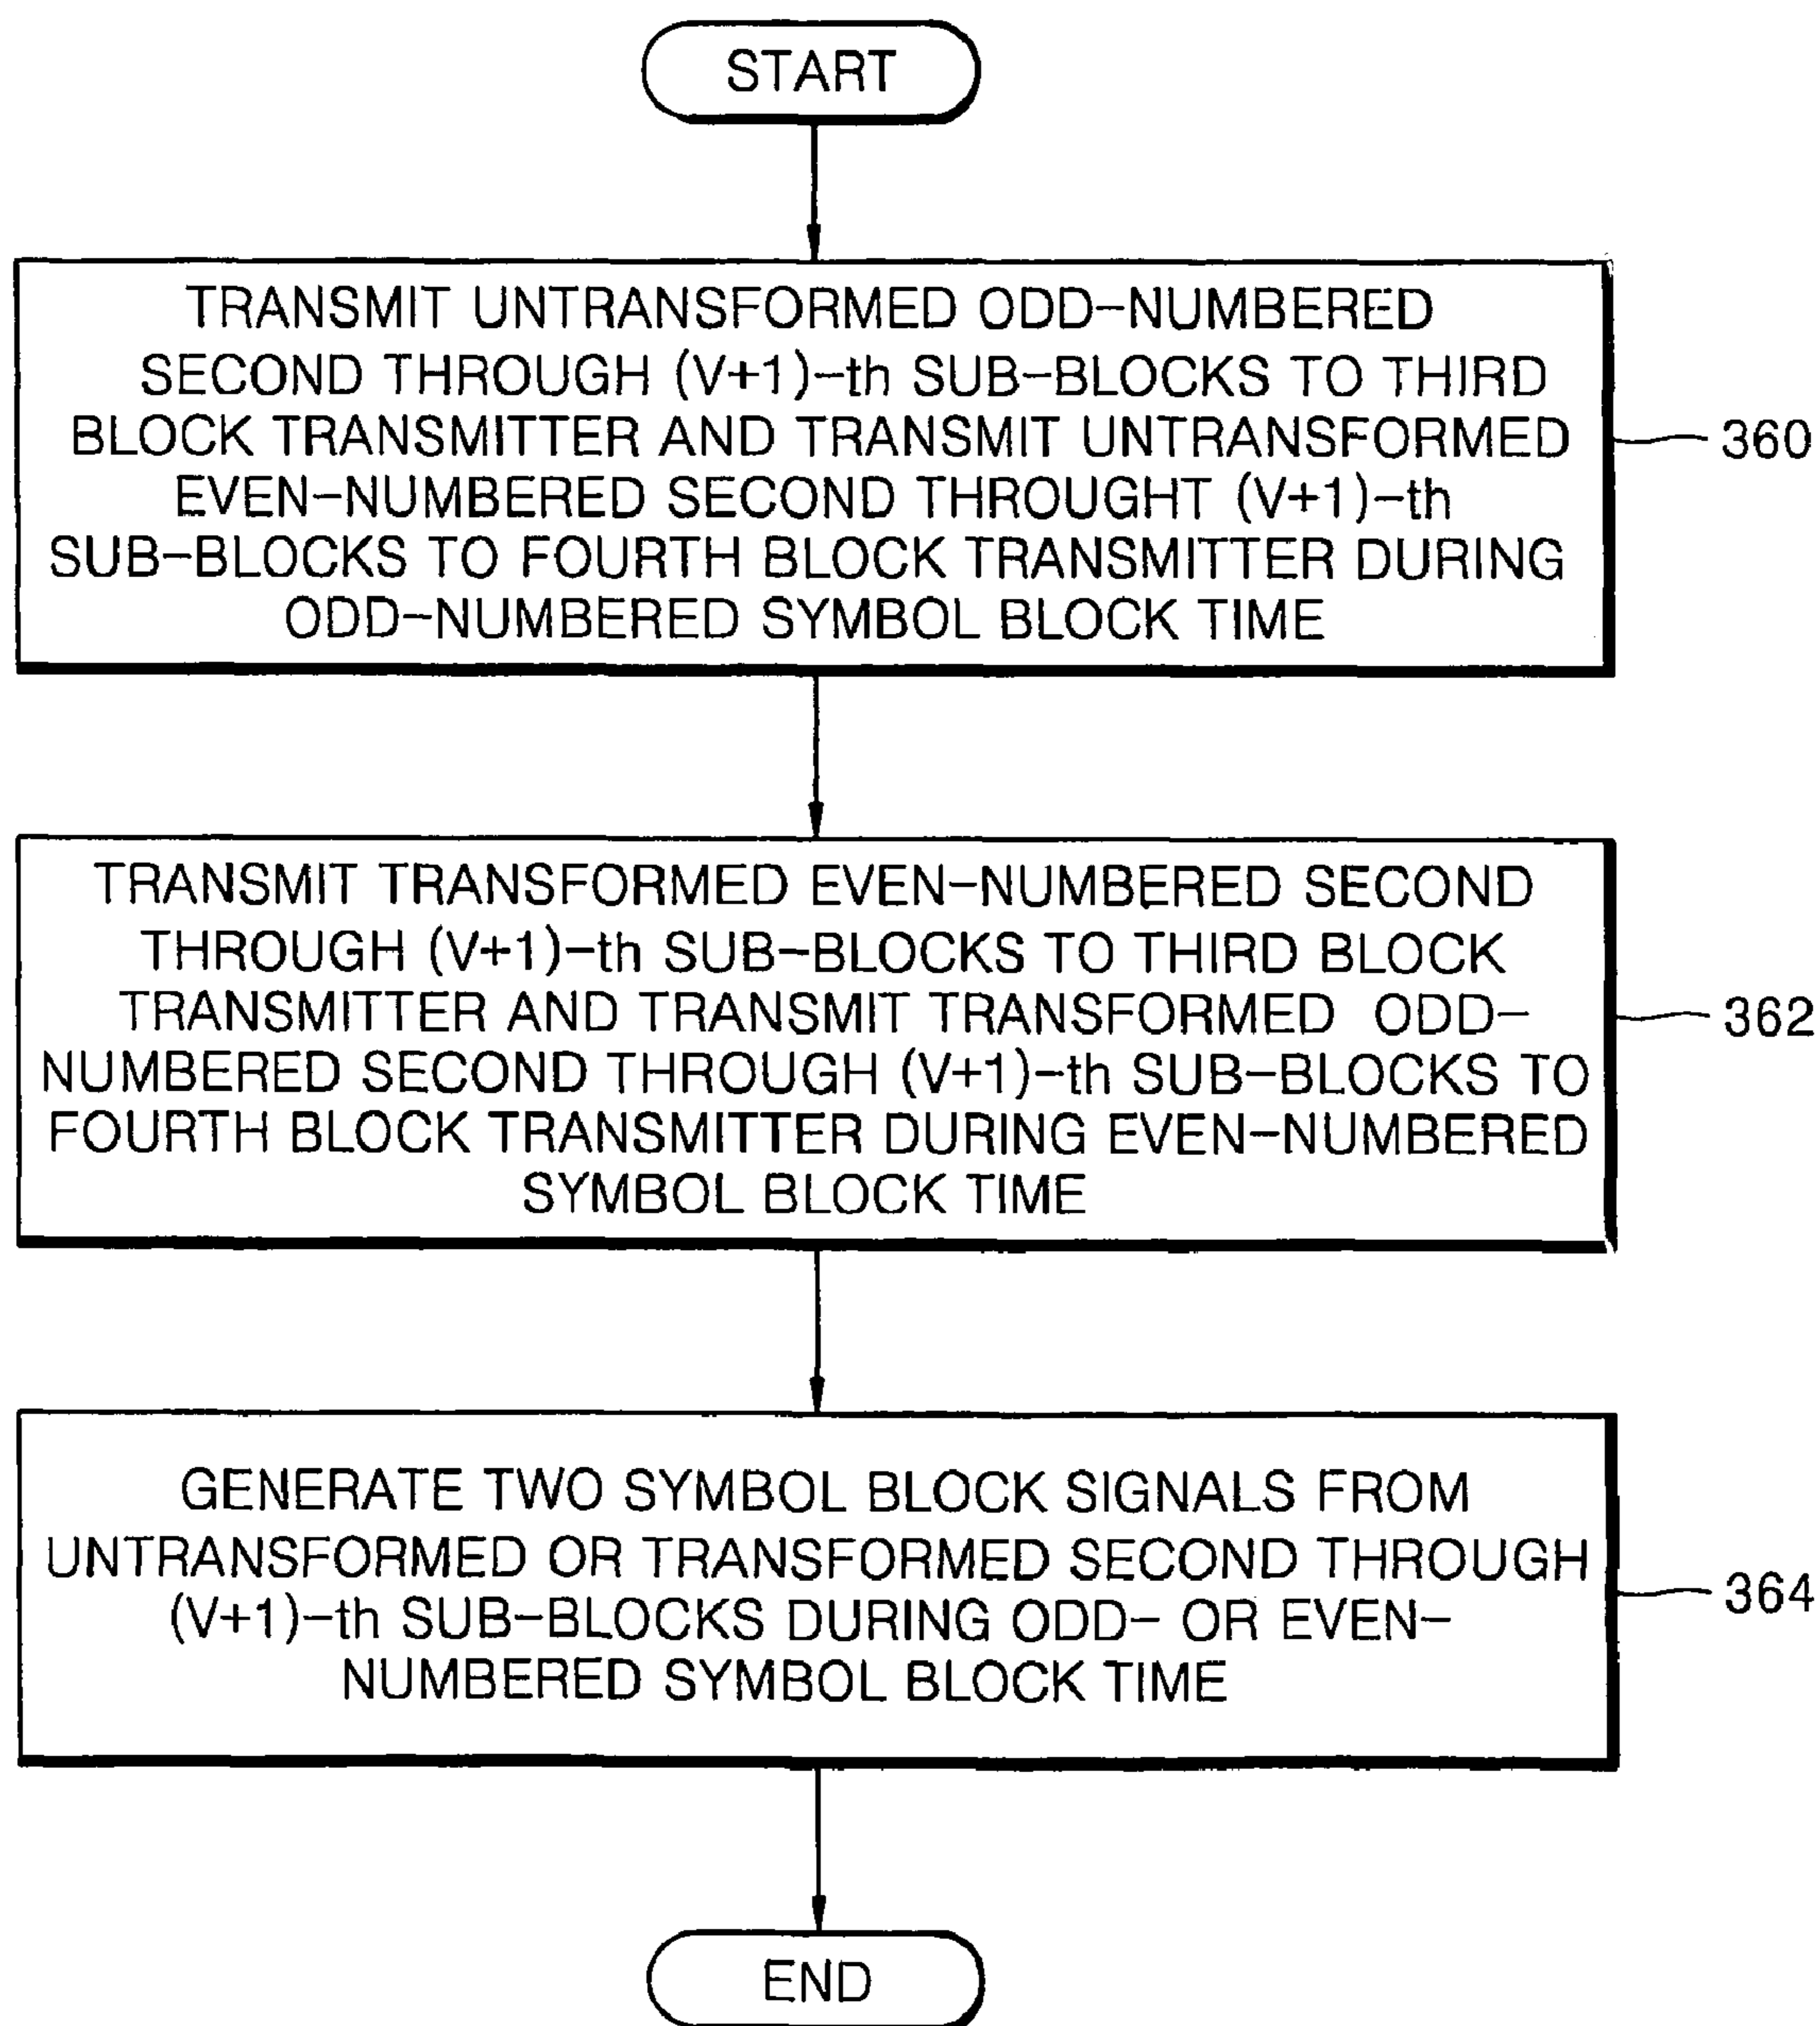 START
TRANSMIT UNTRANSFORMED ODD-NUMBERED
SECOND THROUGH (V+1)-th SUB-BLOCKS TO THIRD
BLOCK TRANSMITTER AND TRANSMIT UNTRANSFORMED
EVEN-NUMBERED SECOND THROUGHT (V+1)-th
SUB-BLOCKS TO FOURTH BLOCK TRANSMITTER DURING
ODD-NUMBERED SYMBOL BLOCK TIME
360
TRANSMIT TRANSFORMED EVEN-NUMBERED SECOND
THROUGH (V+1)-th SUB-BLOCKS TO THIRD BLOCK
TRANSMITTER AND TRANSMIT TRANSFORMED ODD-
NUMBERED SECOND THROUGH (V+1)-th SUB-BLOCKS TO
FOURTH BLOCK TRANSMITTER DURING EVEN-NUMBERED
SYMBOL BLOCK TIME
362
GENERATE TWO SYMBOL BLOCK SIGNALS FROM
UNTRANSFORMED OR TRANSFORMED SECOND THROUGH
(V+1)-th SUB-BLOCKS DURING ODD- OR EVEN-
NUMBERED SYMBOL BLOCK TIME
364
END